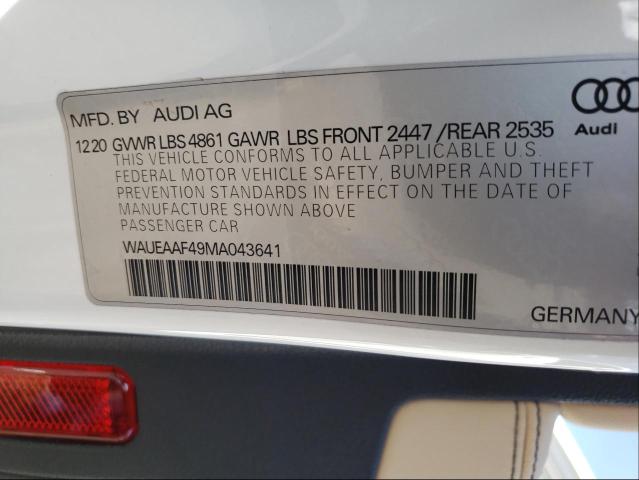 MFD. BY AUDI AG
12 20 GVWR LBS 4861 GAWR LBS FRONT 2447 /REAR 2535
THIS VEHICLE CONFORMS TO ALL APPLICABLE U.S.
FEDERAL MOTOR VEHICLE SAFETY, BUMPER AND THEFT
PREVENTION STANDARDS IN EFFECT ON THE DATE OF
MANUFACTURE SHOWN ABOVE
PASSENGER CAR
WAUEAAF49MA043641
Audi
GERMANY